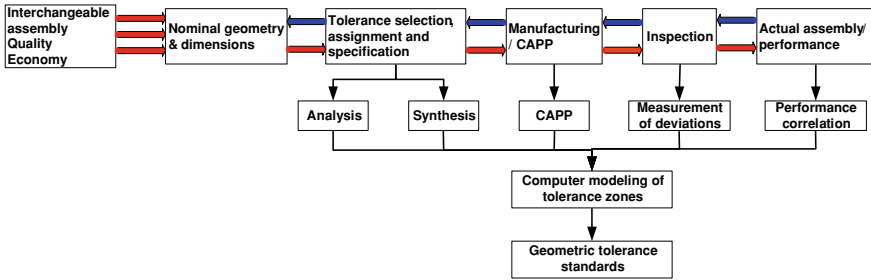 Interchangeable
assembly
Quality
Economy
Nominal geometry
& dimensions
Tolerance selection,
assignment and
specification
Manufacturing
/ CAPP
Inspection
Actual assembly/
performance
Analysis
Synthesis
CAPP
Measurement
of deviations
Performance
correlation
Computer modeling of
tolerance zones
Geometric tolerance
standards